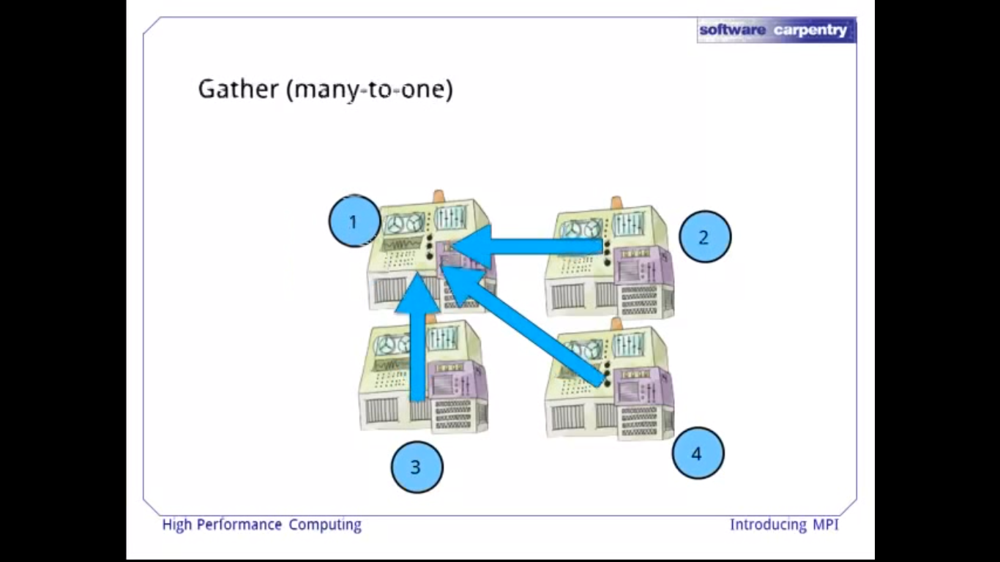 software carpentry
Gather (many-to-one)
1
2
3
4
High Performance Computing
Introducing MPI